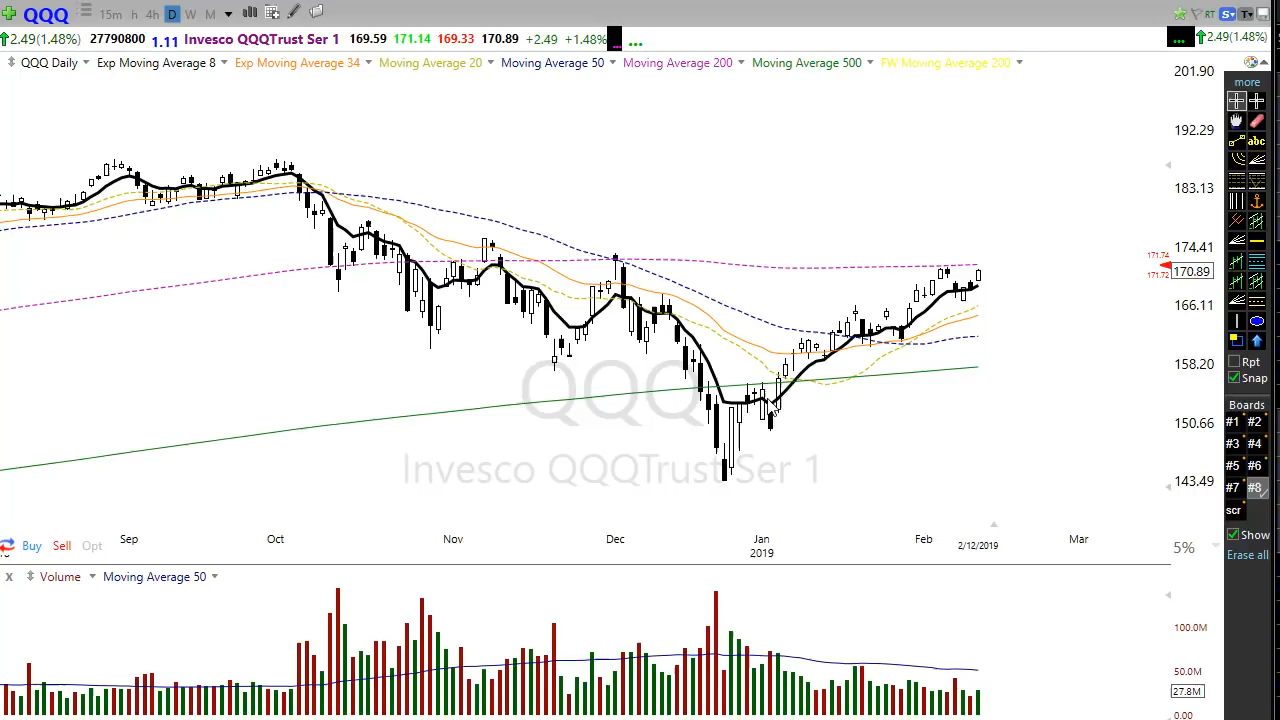 QQQ 15m h 4h D W M RT S T
2.49(1.48%) 27790800 1.11 Invesco QQQTrust Ser 1 169.59 171.14 169.33 170.89 +2.49 +1.48% ... ... 2.49(1.48%)
QQQ Daily Exp Moving Average 8 Exp Moving Average 34 Moving Average 20 Moving Average 50 Moving Average 200 Moving Average 500 FW Moving Average 200
201.90
192.29
183.13
174.41
171.74
170.89
171.72
166.11
158.20
150.66
143.49
QQQ
Invesco QQQTrust Ser 1
Sep Oct Nov Dec Jan Feb Mar
2019 2/12/2019
Buy Sell Opt
5%
X Volume Moving Average 50
100.0M
50.0M
27.8M
0.00
more
abc
Rpt
Snap
Boards
#1 #2
#3 #4
#5 #6
#7 #8
scr
Show
Erase all